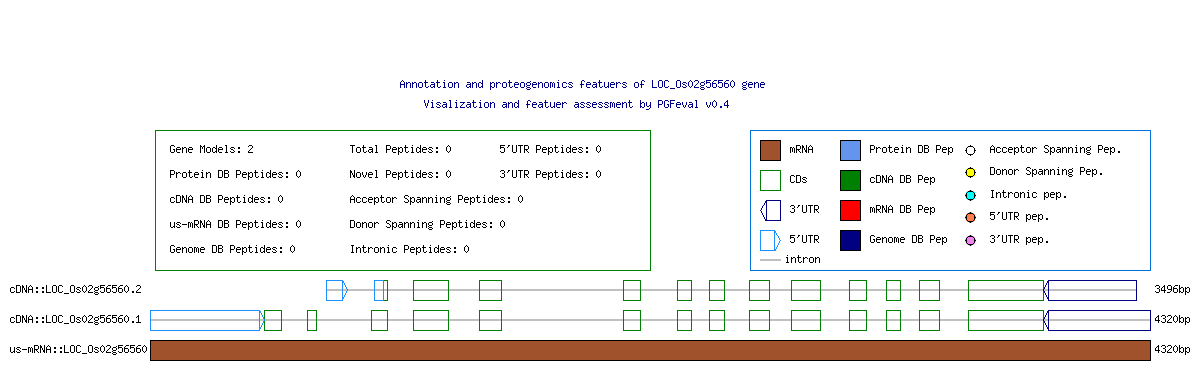 Annotation and proteogenomics featuers of LOC_Os02g56560 gene
Visalization and featuer assessment by PGFeval v0.4
Gene Models: 2
Total Peptides: 0
5'UTR Peptides: 0
Protein DB Peptides: 0
Novel Peptides: 0
3'UTR Peptides: 0
cDNA DB Peptides: 0
Acceptor Spanning Peptides: 0
us-mRNA DB Peptides: 0
Donor Spanning Peptides: 0
Genome DB Peptides: 0
Intronic Peptides: 0
mRNA
Protein DB Pep
Acceptor Spanning Pep.
CDs
cDNA DB Pep
Donor Spanning Pep.
3'UTR
mRNA DB Pep
Intronic pep.
5'UTR
Genome DB Pep
5'UTR pep.
3'UTR pep.
intron
cDNA::LOC_Os02g56560.2
3496bp
cDNA::LOC_Os02g56560.1
4320bp
us-mRNA::LOC_Os02g56560
4320bp